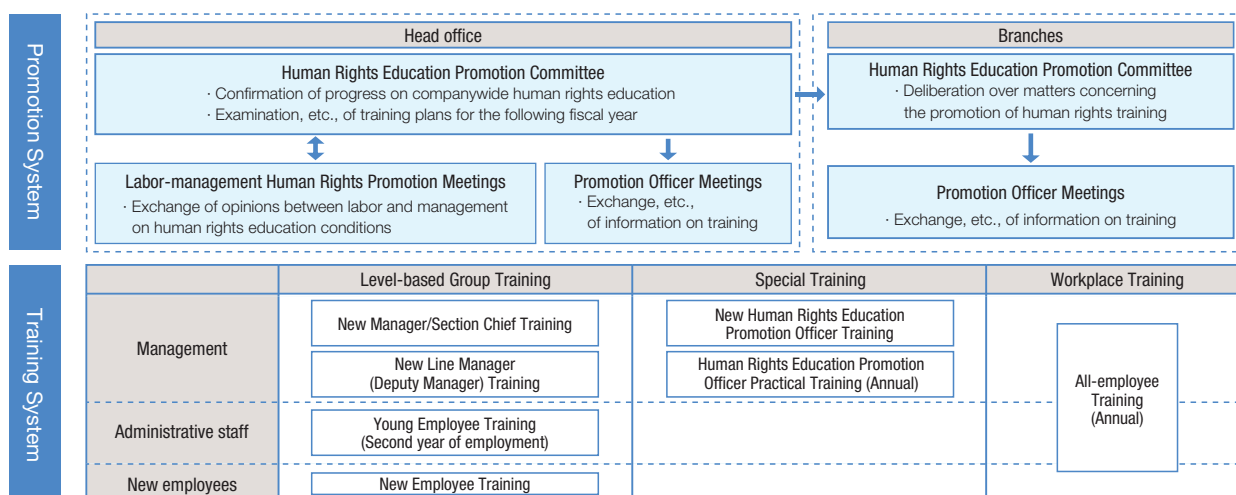 Promotion System
Head office
Human Rights Education Promotion Committee
· Confirmation of progress on companywide human rights education
· Examination, etc., of training plans for the following fiscal year
Labor-management Human Rights Promotion Meetings
· Exchange of opinions between labor and management
on human rights education conditions
Promotion Officer Meetings
· Exchange, etc.,
of information on training
Branches
Human Rights Education Promotion Committee
· Deliberation over matters concerning
the promotion of human rights training
Promotion Officer Meetings
· Exchange, etc., of information on training
Training System
Level-based Group Training
Special Training
Workplace Training
Management
New Manager/Section Chief Training
New Line Manager
(Deputy Manager) Training
New Human Rights Education
Promotion Officer Training
Human Rights Education Promotion
Officer Practical Training (Annual)
All-employee
Training
(Annual)
Administrative staff
Young Employee Training
(Second year of employment)
New employees
New Employee Training